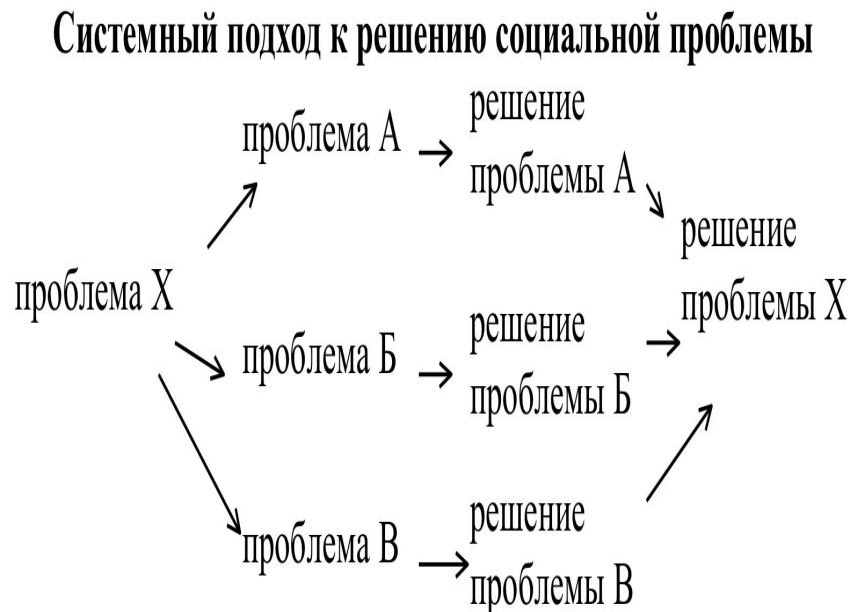 Системный подход к решению социальной проблемы
проблема А
решение
проблемы А
проблема Х
решение
проблемы Х
проблема Б
решение
проблемы Б
проблема В
решение
проблемы В